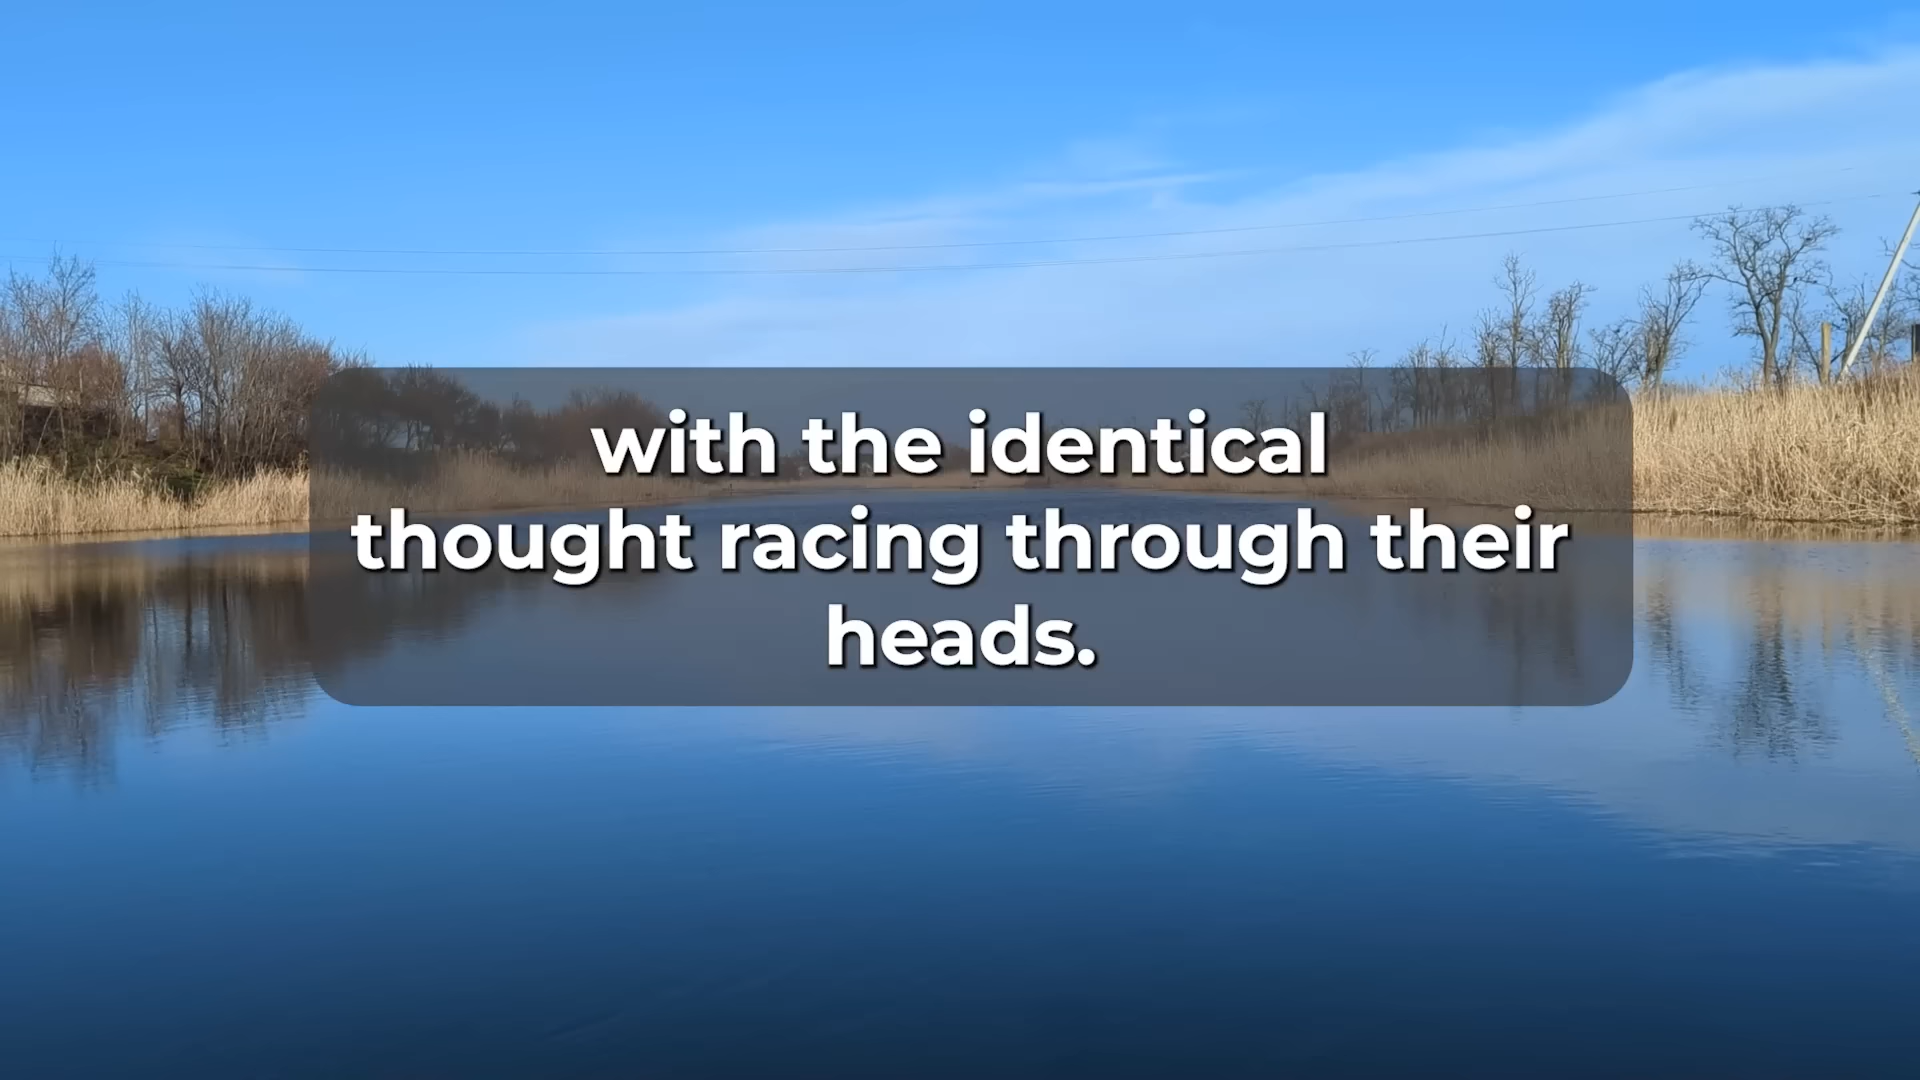 with the identical
thought racing through their
heads.